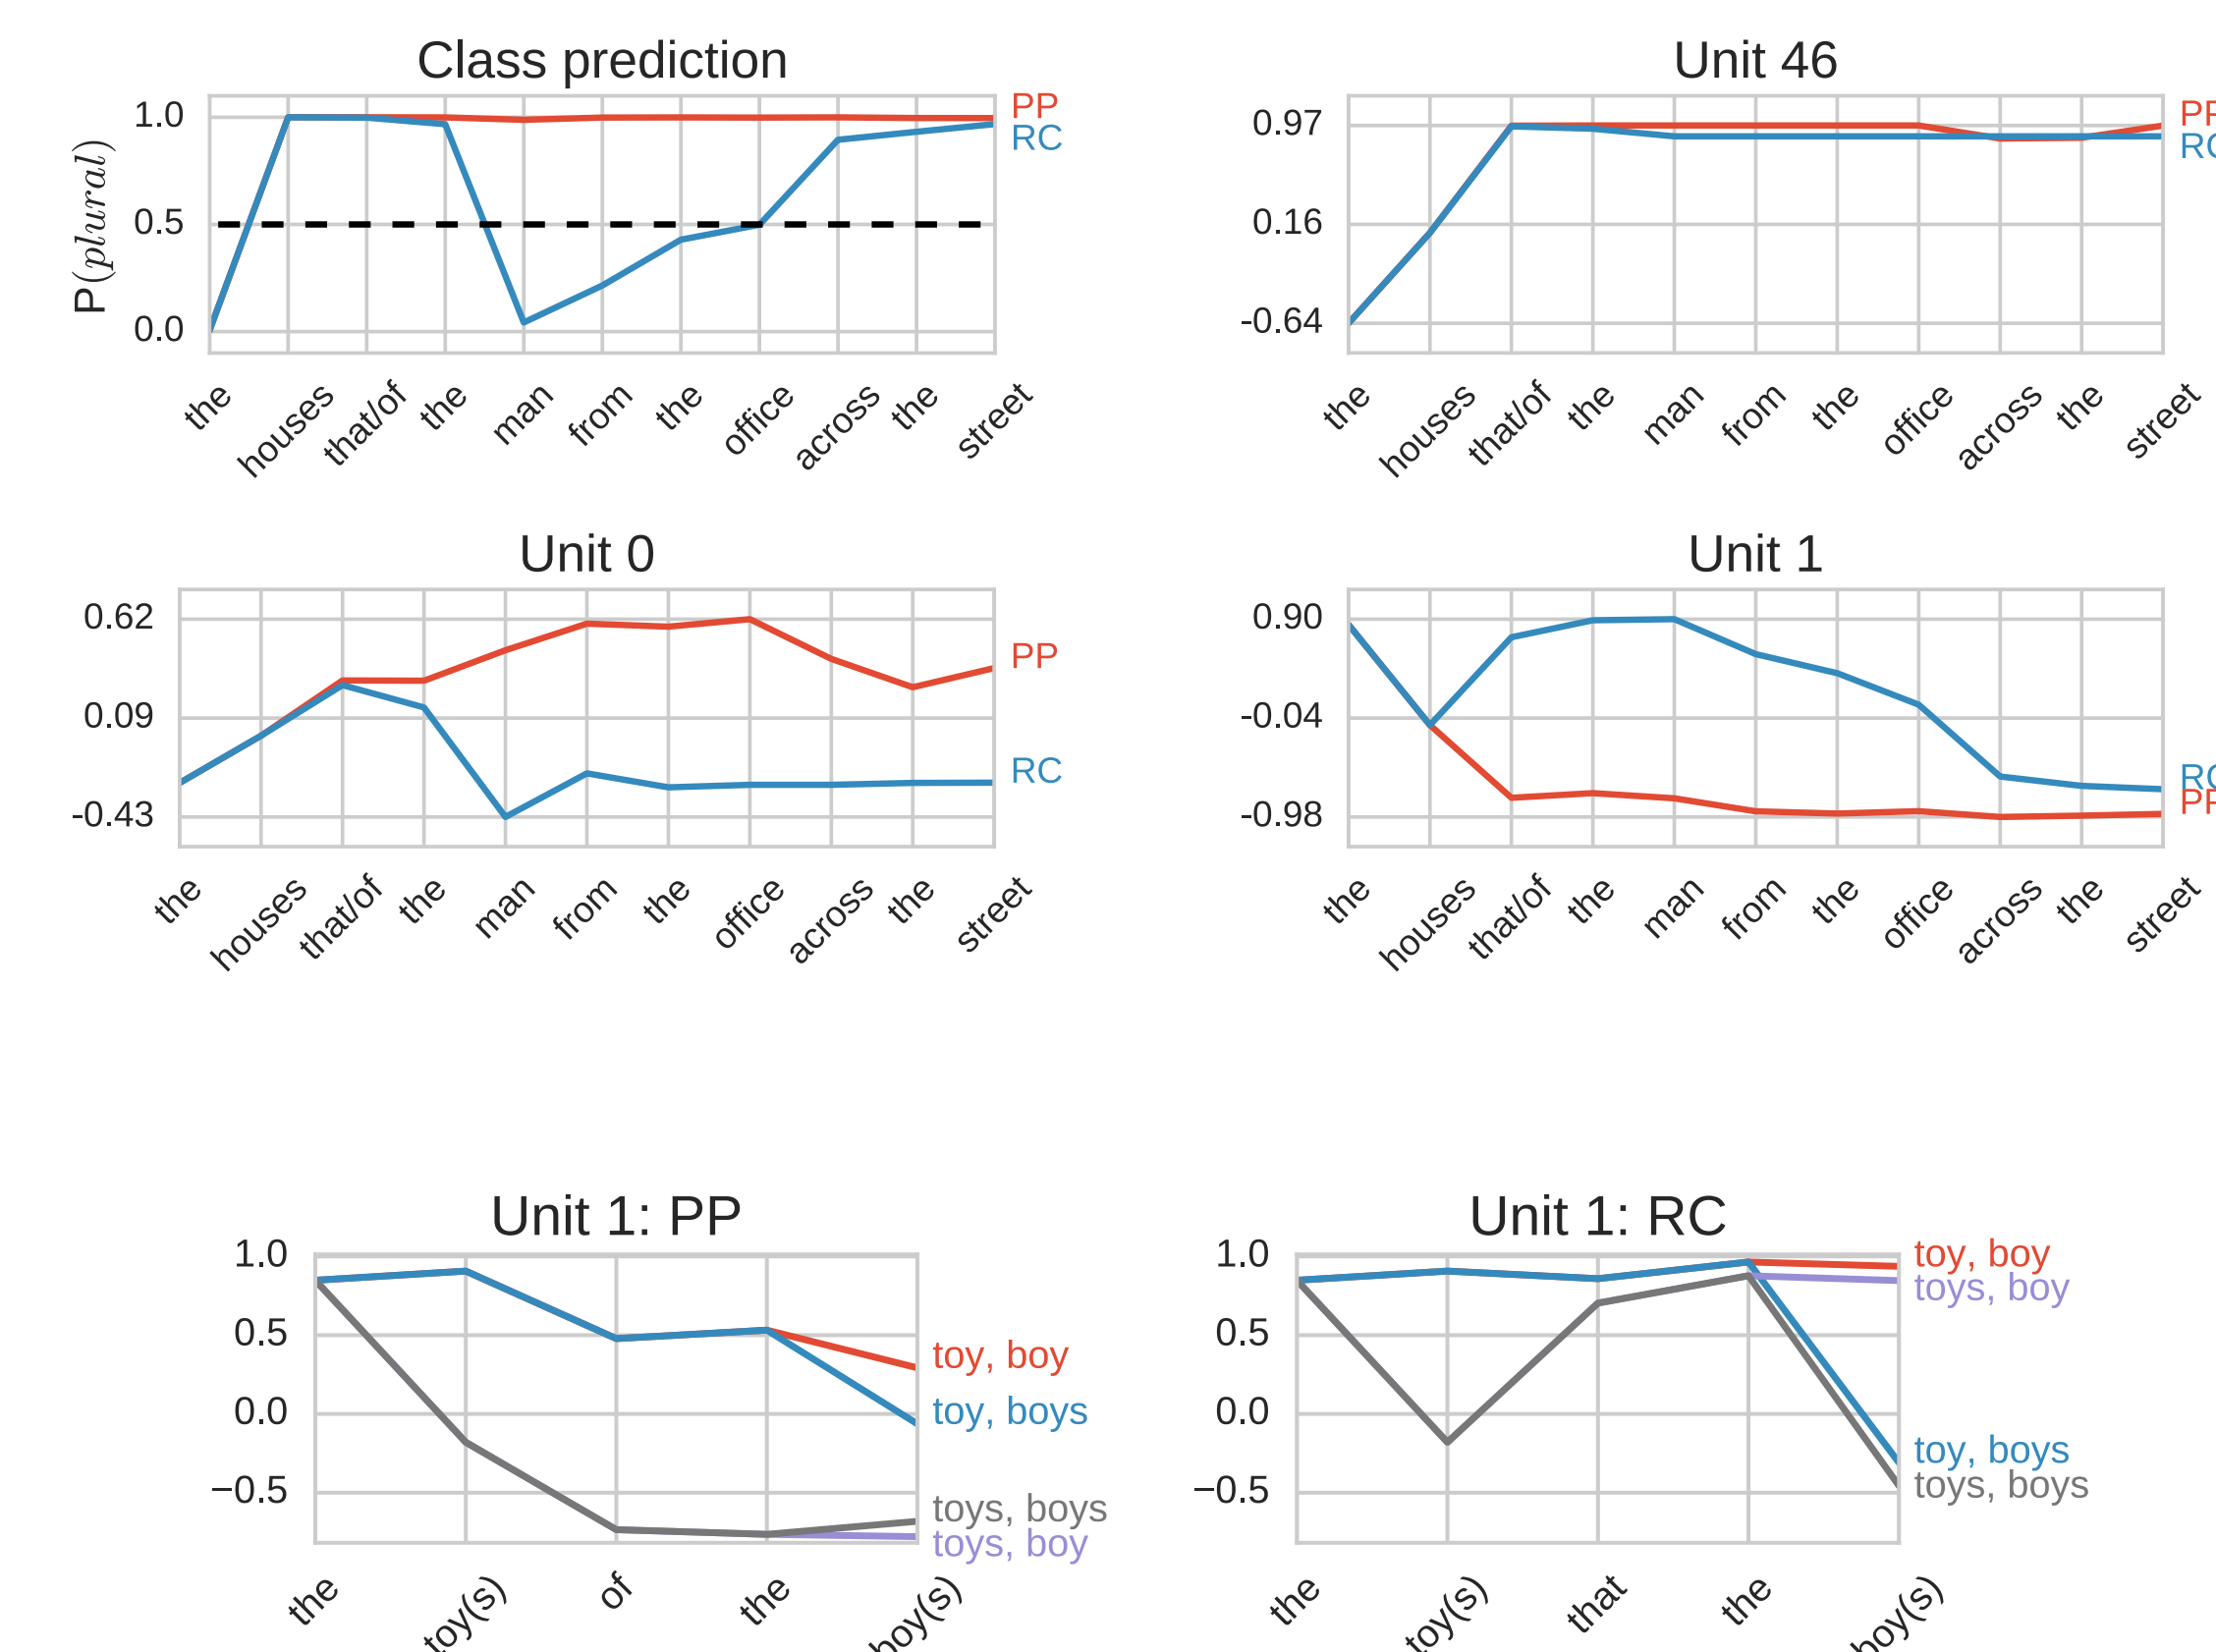 Class prediction
P(plural)
1.0
0.5
0.0
PP
RC
the houses that/of the man from the office across the street
Unit 46
0.97
0.16
-0.64
PP
RC
the houses that/of the man from the office across the street
Unit 0
0.62
0.09
-0.43
PP
RC
the houses that/of the man from the office across the street
Unit 1
0.90
-0.04
-0.98
RC
PP
the houses that/of the man from the office across the street
Unit 1: PP
1.0
0.5
0.0
−0.5
toy, boy
toy, boys
toys, boys
toys, boy
the toy(s) of the boy(s)
Unit 1: RC
1.0
0.5
0.0
−0.5
toy, boy
toys, boy
toy, boys
toys, boys
the toy(s) that the boy(s)